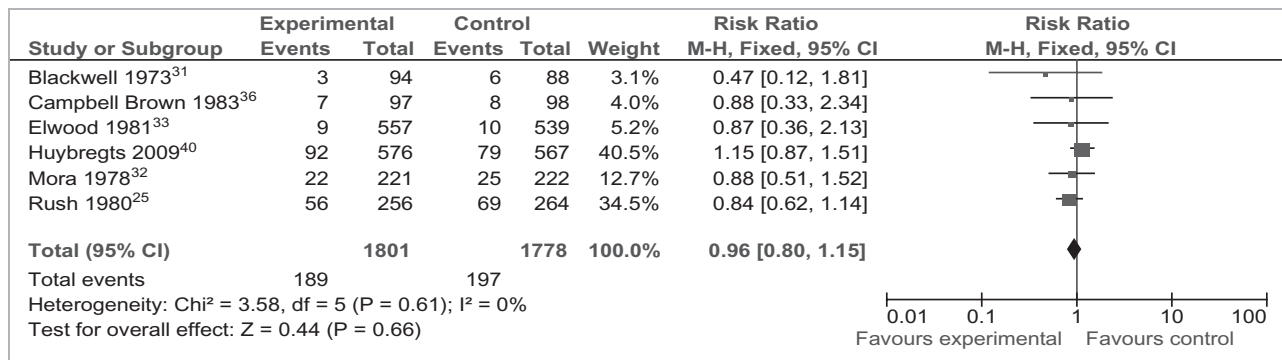 Experimental Control Risk Ratio Risk Ratio
Study or Subgroup Events Total Events Total Weight M-H, Fixed, 95% CI M-H, Fixed, 95% CI
Blackwell 1973³¹ 3 94 6 88 3.1% 0.47 [0.12, 1.81]
Campbell Brown 1983³⁶ 7 97 8 98 4.0% 0.88 [0.33, 2.34]
Elwood 1981³³ 9 557 10 539 5.2% 0.87 [0.36, 2.13]
Huybregts 2009⁴⁰ 92 576 79 567 40.5% 1.15 [0.87, 1.51]
Mora 1978³² 22 221 25 222 12.7% 0.88 [0.51, 1.52]
Rush 1980²⁵ 56 256 69 264 34.5% 0.84 [0.62, 1.14]
Total (95% CI) 1801 1778 100.0% 0.96 [0.80, 1.15]
Total events 189 197
Heterogeneity: Chi² = 3.58, df = 5 (P = 0.61); I² = 0%
Test for overall effect: Z = 0.44 (P = 0.66)
0.01 0.1 1 10 100
Favours experimental Favours control